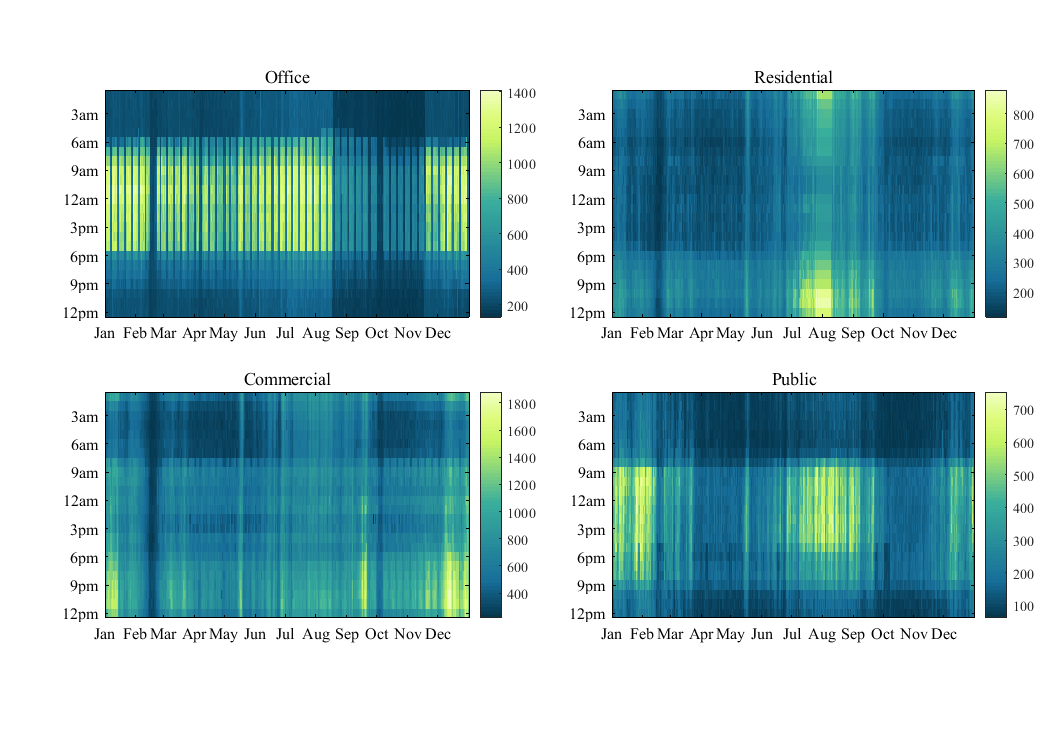 Office
3am
6am
9am
12am
3pm
6pm
9pm
12pm
Jan Feb Mar Apr May Jun Jul Aug Sep Oct Nov Dec
1400
1200
1000
800
600
400
200
Residential
3am
6am
9am
12am
3pm
6pm
9pm
12pm
Jan Feb Mar Apr May Jun Jul Aug Sep Oct Nov Dec
800
700
600
500
400
300
200
Commercial
3am
6am
9am
12am
3pm
6pm
9pm
12pm
Jan Feb Mar Apr May Jun Jul Aug Sep Oct Nov Dec
1800
1600
1400
1200
1000
800
600
400
Public
3am
6am
9am
12am
3pm
6pm
9pm
12pm
Jan Feb Mar Apr May Jun Jul Aug Sep Oct Nov Dec
700
600
500
400
300
200
100